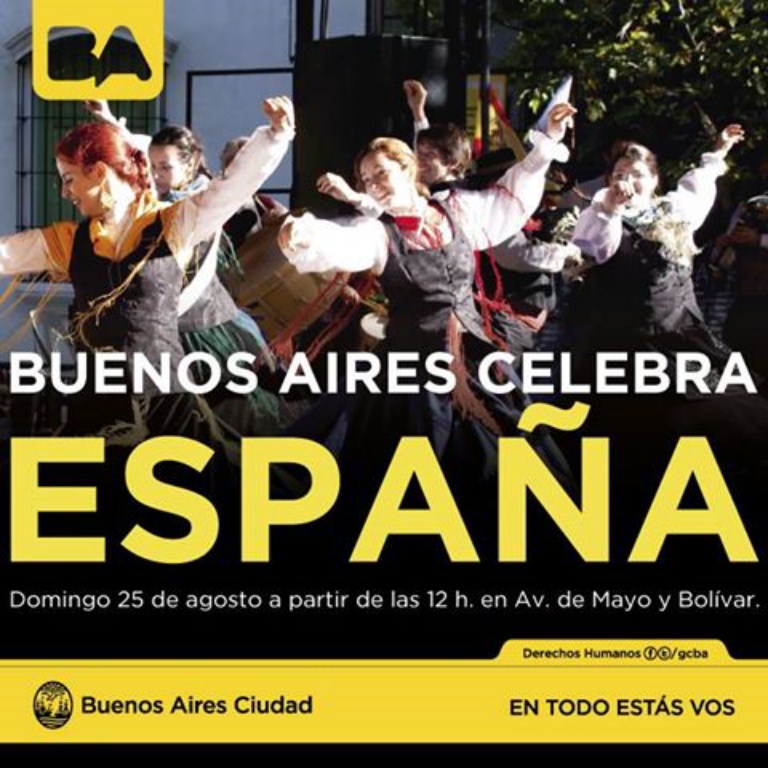 BA
BUENOS AIRES CELEBRA
ESPAÑA
Domingo 25 de agosto a partir de las 12 h. en Av. de Mayo y Bolívar.
Derechos Humanos /gcba
Buenos Aires Ciudad
EN TODO ESTÁS VOS